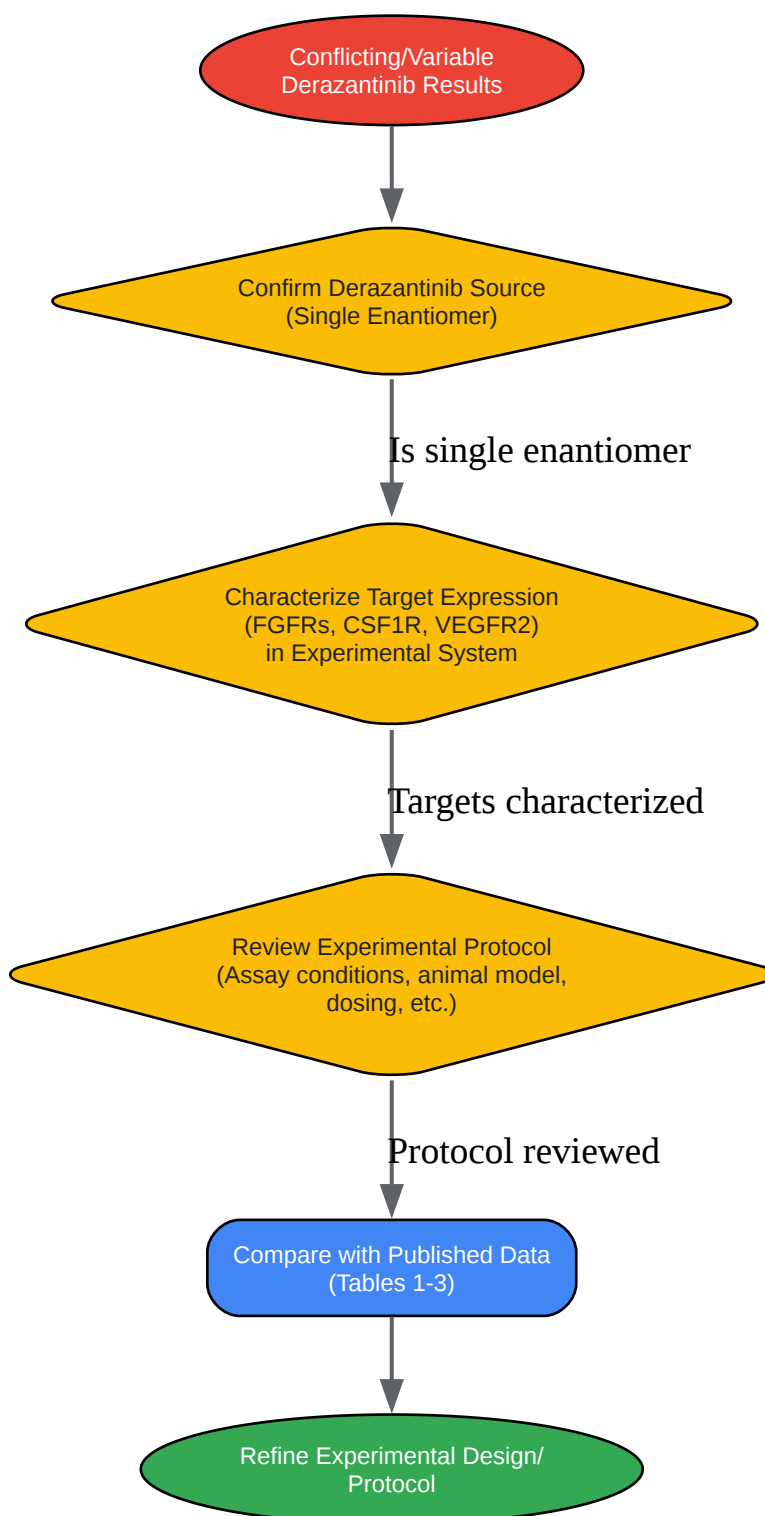 Conflicting/Variable
Derazantinib Results
Confirm Derazantinib Source
(Single Enantiomer)
Is single enantiomer
Characterize Target Expression
(FGFRs, CSF1R, VEGFR2)
in Experimental System
Targets characterized
Review Experimental Protocol
(Assay conditions, animal model,
dosing, etc.)
Protocol reviewed
Compare with Published Data
(Tables 1-3)
Refine Experimental Design/
Protocol